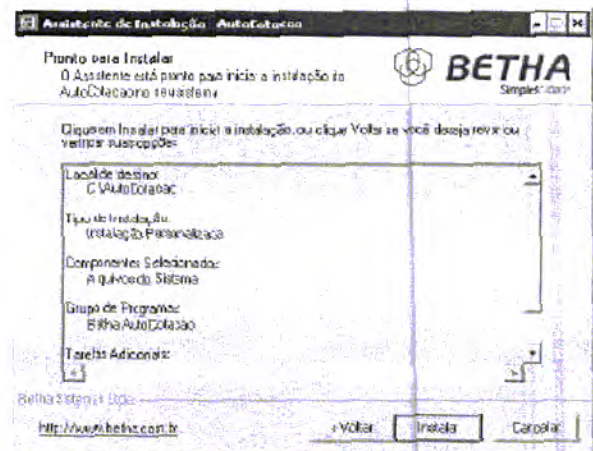 Assistente de Instalação AutoCotacao
Pronto para Instalar
O Assistente está pronto para iniciar a instalação do
AutoCotacao no seu sistema
BETHA
Clique em Instalar para iniciar a instalação, ou clique Voltar se você deseja rever ou
verificar suas opções
Local de destino:
C:\AutoCotacao
Tipo de Instalação:
Instalação Personalizada
Componentes Selecionados:
Arquivos do Sistema
Grupo de Programas:
Betha AutoCotacao
Tarefas Adicionais:
Betha Sistemas Ltda
http://www.betha.com.br
< Voltar
Instalar
Cancelar